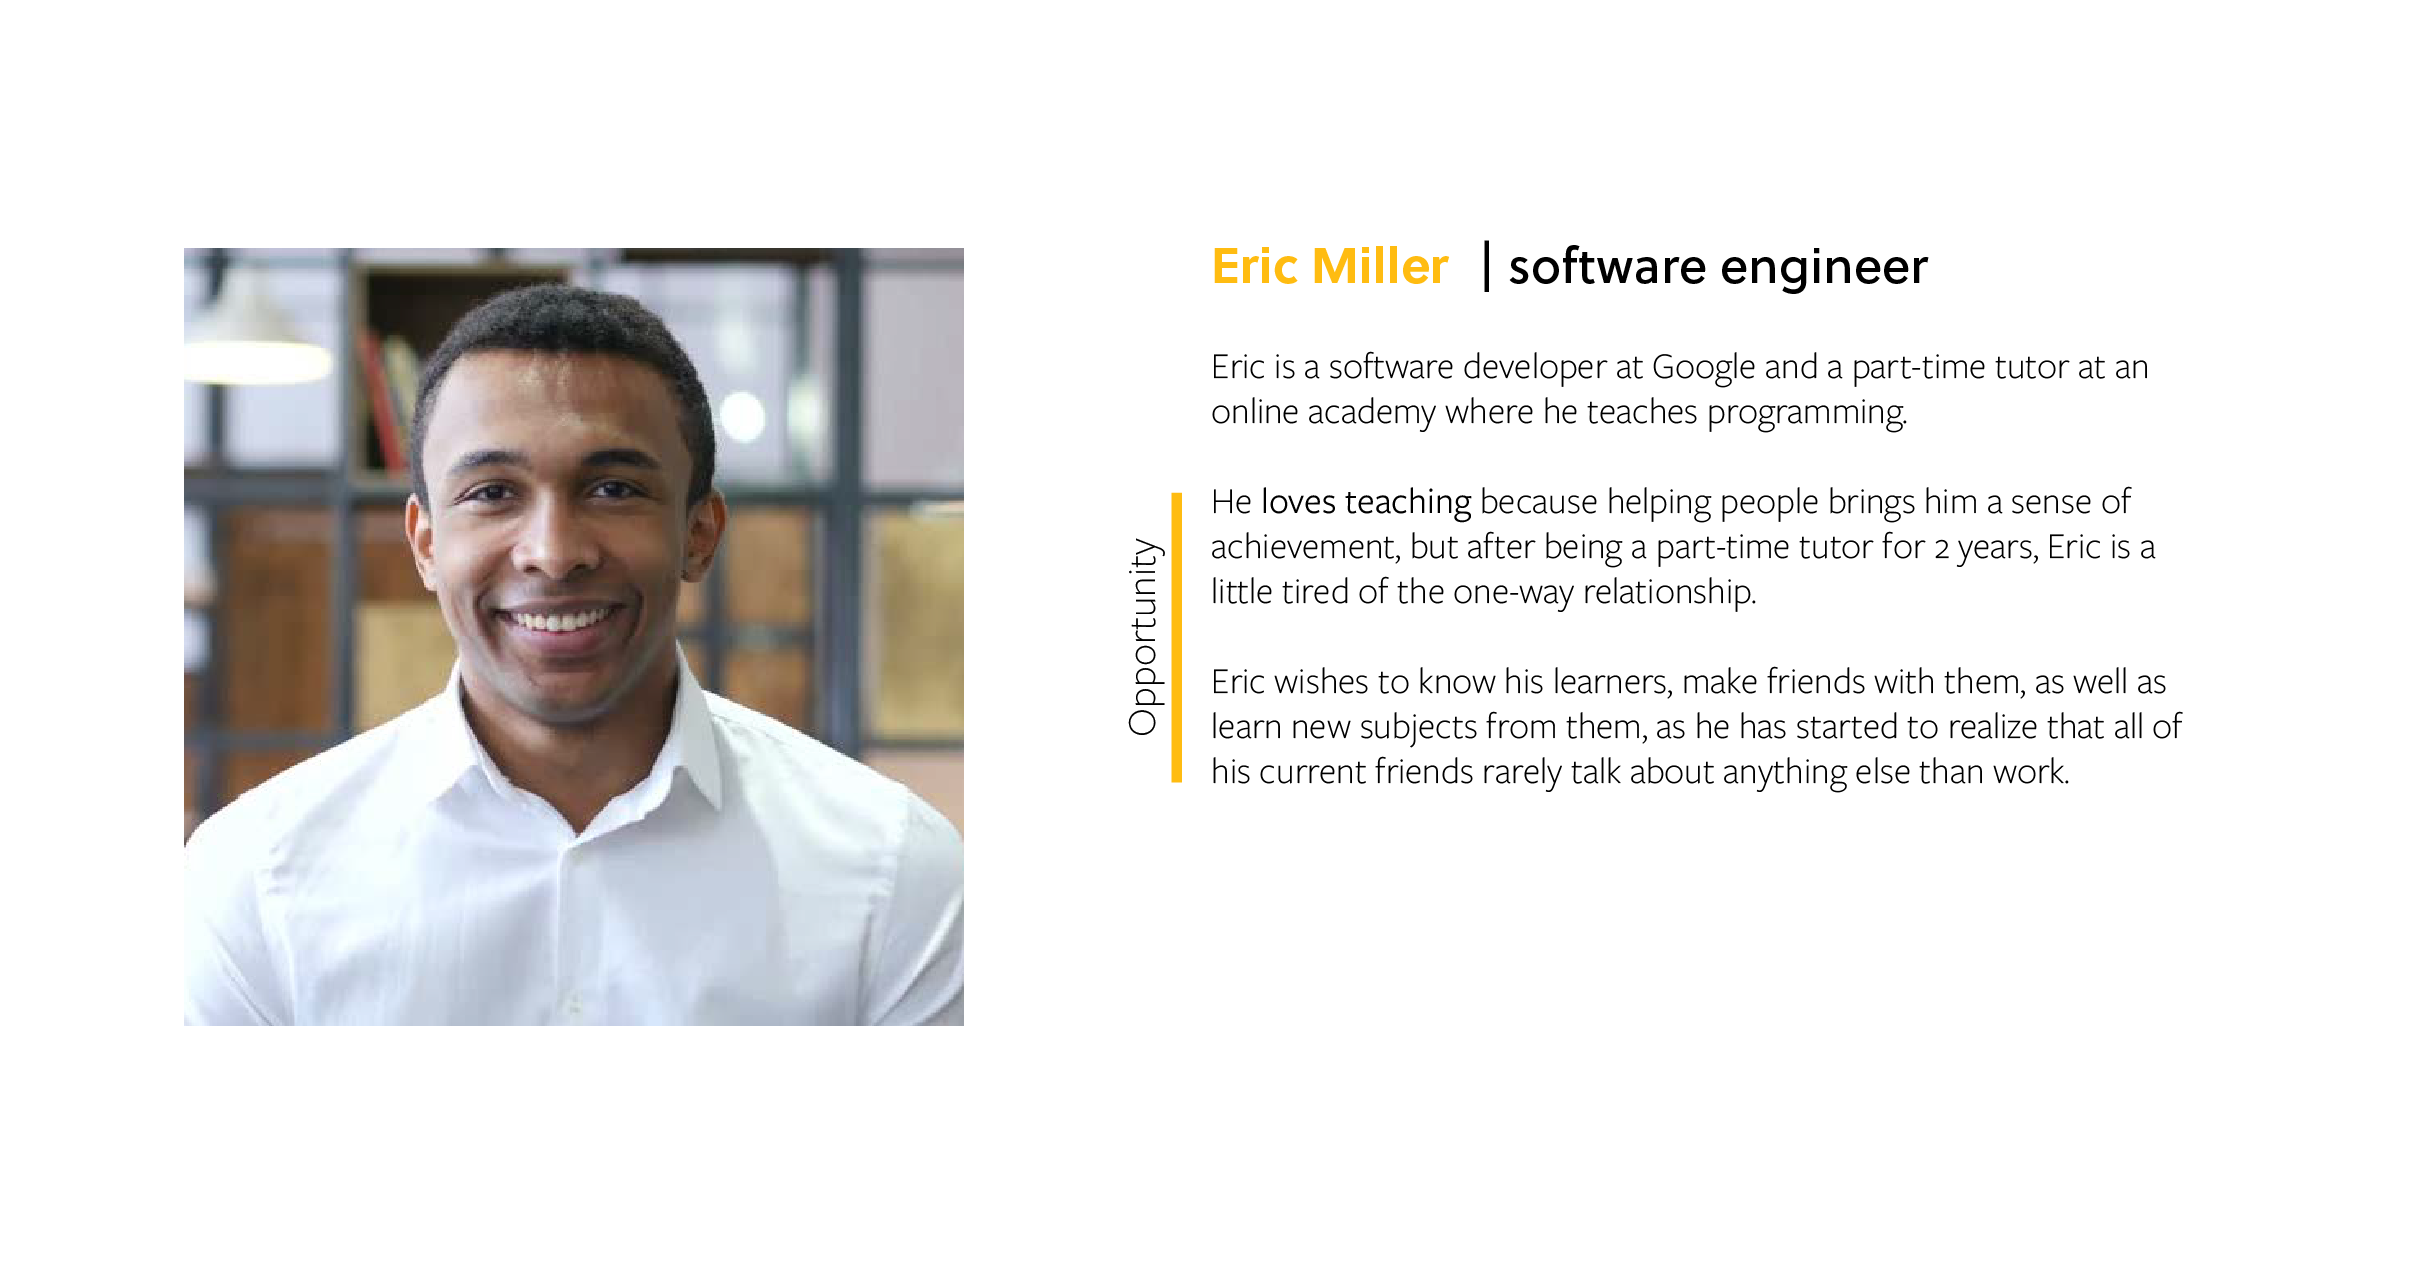 Eric Miller | software engineer
Eric is a software developer at Google and a part-time tutor at an
online academy where he teaches programming.
Opportunity
He loves teaching because helping people brings him a sense of
achievement, but after being a part-time tutor for 2 years, Eric is a
little tired of the one-way relationship.
Eric wishes to know his learners, make friends with them, as well as
learn new subjects from them, as he has started to realize that all of
his current friends rarely talk about anything else than work.